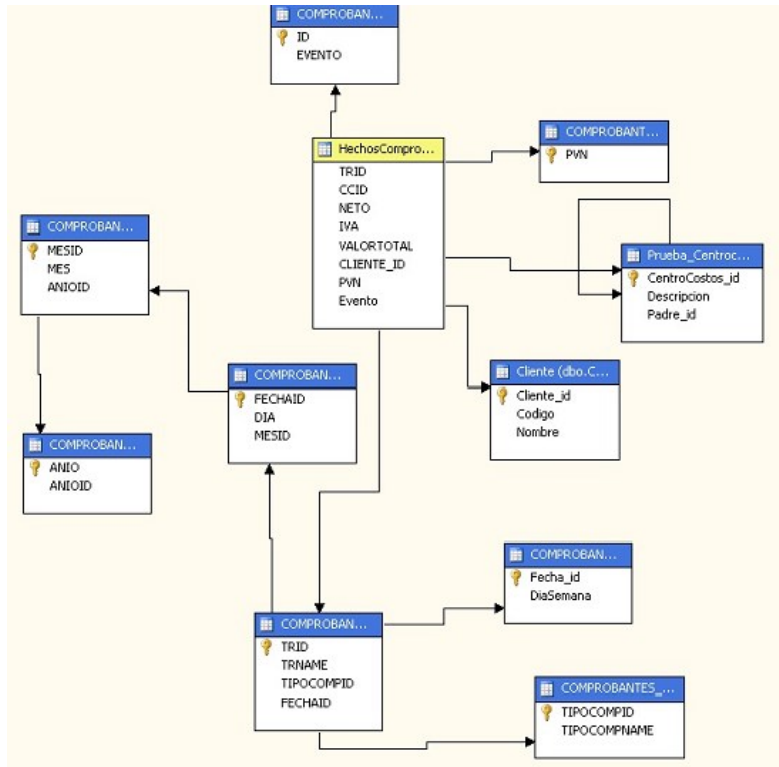 COMPROBAN...
ID
EVENTO
HechosCompro...
TRID
CCID
NETO
IVA
VALORTOTAL
CLIENTE_ID
PVN
Evento
COMPROBANT...
PVN
Prueba_Centroc...
CentroCostos_id
Descripcion
Padre_id
COMPROBAN...
MESID
MES
ANIOID
Cliente (dbo.C...
Cliente_id
Codigo
Nombre
COMPROBAN...
FECHAID
DIA
MESID
COMPROBAN...
ANIO
ANIOID
COMPROBAN...
Fecha_id
DiaSemana
COMPROBAN...
TRID
TRNAME
TIPOCOMPID
FECHAID
COMPROBANTES_...
TIPOCOMPID
TIPOCOMPNAME